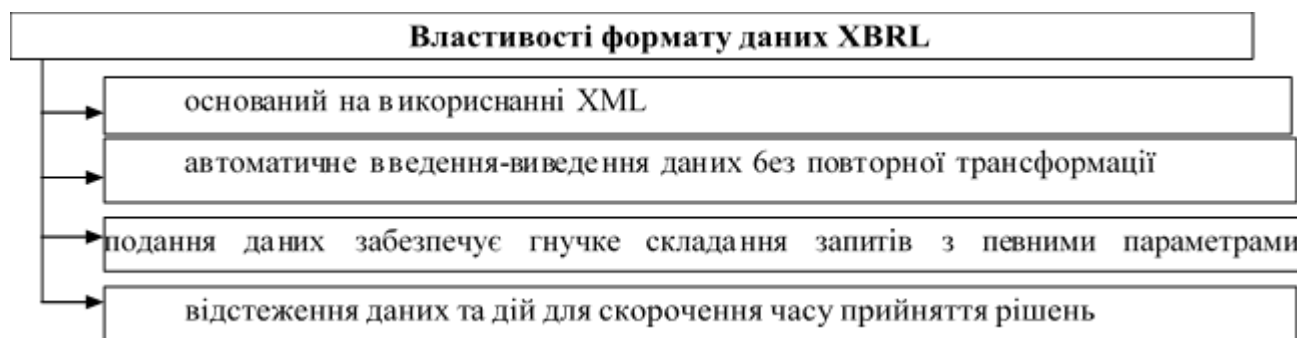 Властивості формату даних XBRL
оснований на використнанні XML
автоматичне введення-виведення даних без повторної трансформації
подання даних забезпечує гнучке складання запитів з певними параметрами
відстеження даних та дій для скорочення часу прийняття рішень